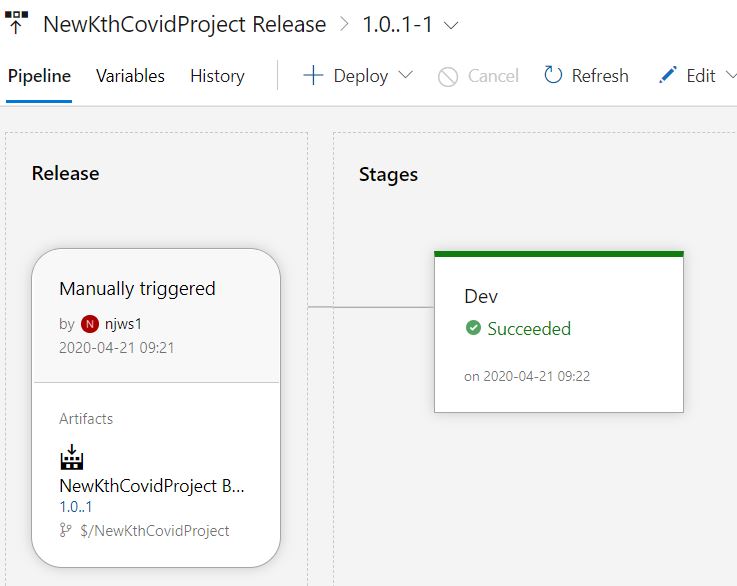 NewKthCovidProject Release > 1.0..1-1
Pipeline Variables History Deploy Cancel Refresh Edit
Release
Stages
Manually triggered
by N njws1
2020-04-21 09:21
Artifacts
NewKthCovidProject B...
1.0..1
$/NewKthCovidProject
Dev
Succeeded
on 2020-04-21 09:22